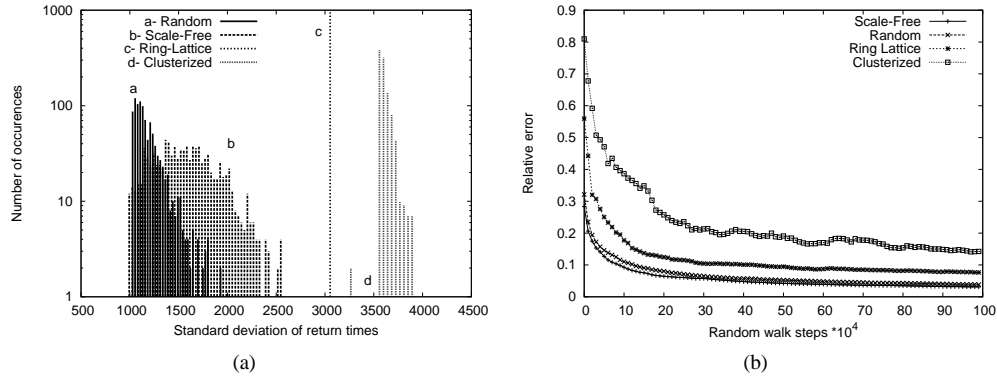 a- Random
b- Scale-Free
c- Ring-Lattice
d- Clusterized
a
b
c
d
1000
100
10
1
Number of occurences
500 1000 1500 2000 2500 3000 3500 4000 4500
Standard deviation of return times
(a)
Scale-Free
Random
Ring Lattice
Clusterized
0.9
0.8
0.7
0.6
0.5
0.4
0.3
0.2
0.1
0
Relative error
0 10 20 30 40 50 60 70 80 90 100
Random walk steps *10^4
(b)